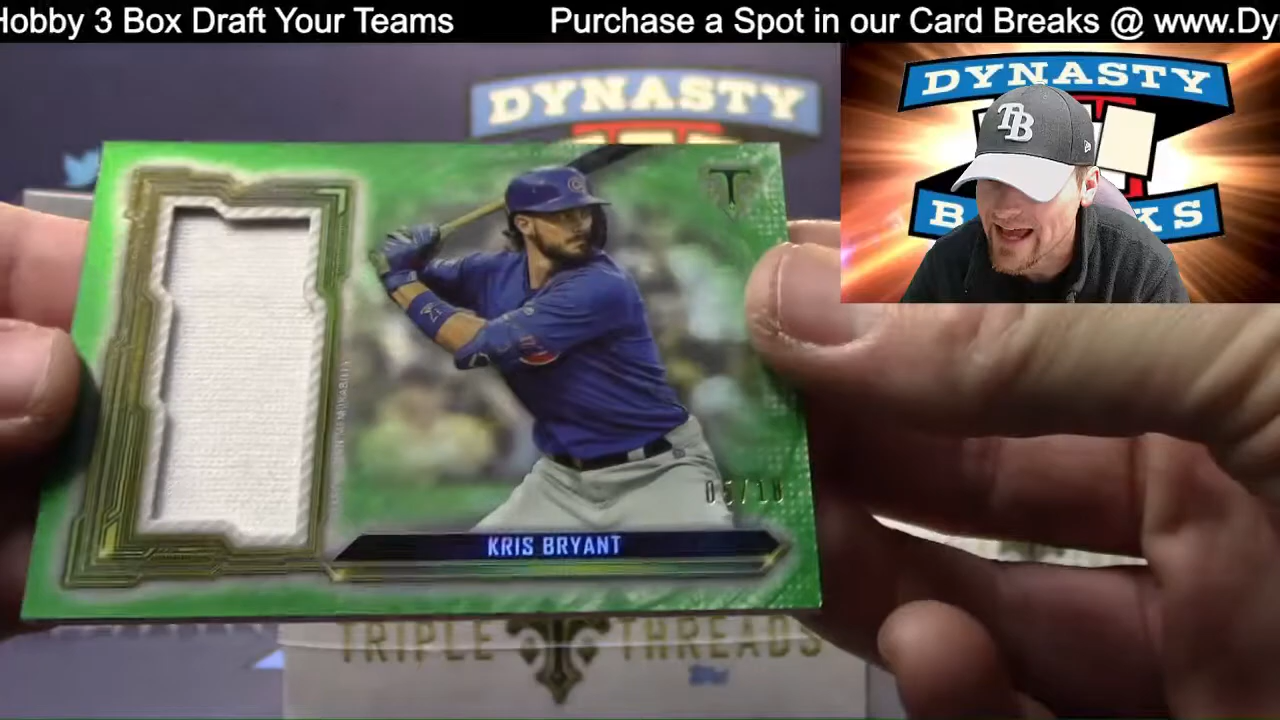 Hobby 3 Box Draft Your Teams
Purchase a Spot in our Card Breaks @ www.Dy
DYNASTY
DYNASTY
TB
T
KRIS BRYANT
TRIPLE THREADS
Topps